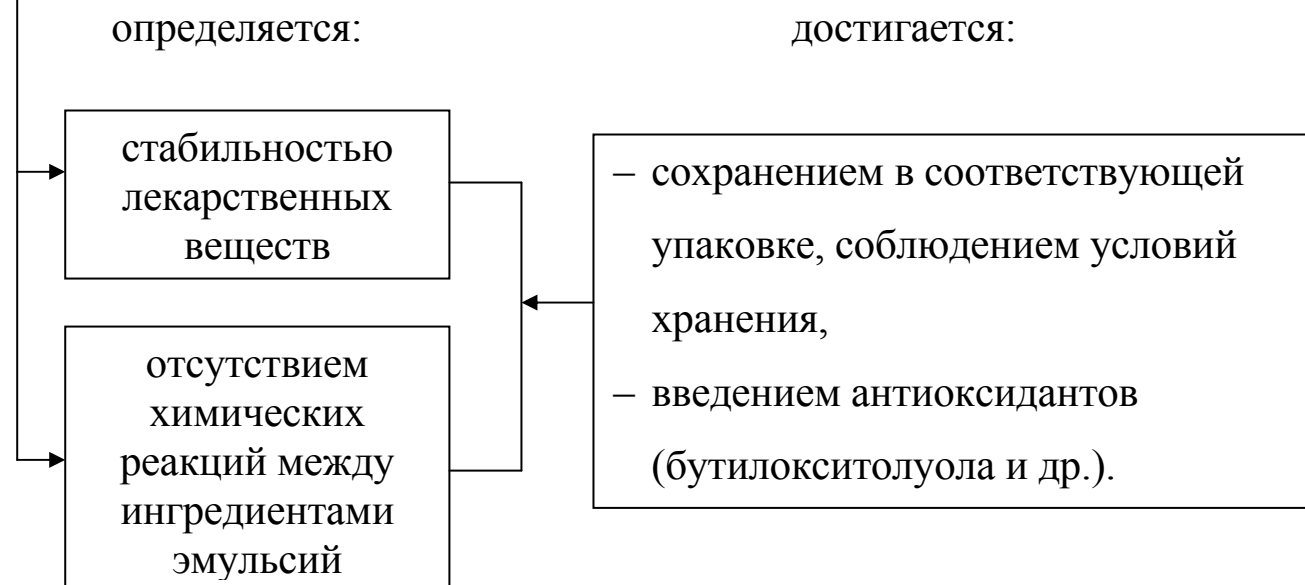 определяется:
достигается:
стабильностью
лекарственных
веществ
отсутствием
химических
реакций между
ингредиентами
эмульсий
– сохранением в соответствующей
упаковке, соблюдением условий
хранения,
– введением антиоксидантов
(бутилокситолуола и др.).